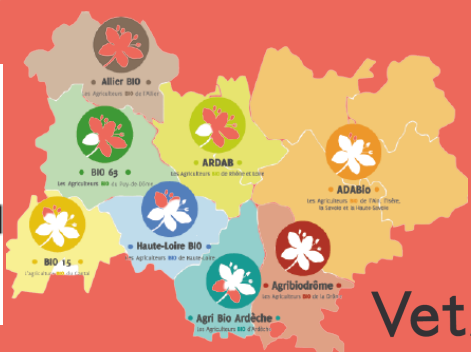 • Allier BIO •
Les Agriculteurs BIO de l'Allier
• BIO 63 •
Les Agriculteurs BIO du Puy-de-Dôme
• ARDAB •
Les Agriculteurs BIO de Rhône et Loire
• ADABio •
Les Agriculteurs BIO de l'Ain, l'Isère,
la Savoie et la Haute-Savoie
• BIO 15 •
L'agriculture BIO du Cantal
• Haute-Loire BIO •
Les Agriculteurs BIO de Haute-Loire
• Agribiodrôme •
Les Agriculteurs BIO de la Drôme
• Agri Bio Ardèche •
Les Agriculteurs BIO d'Ardèche
Vet